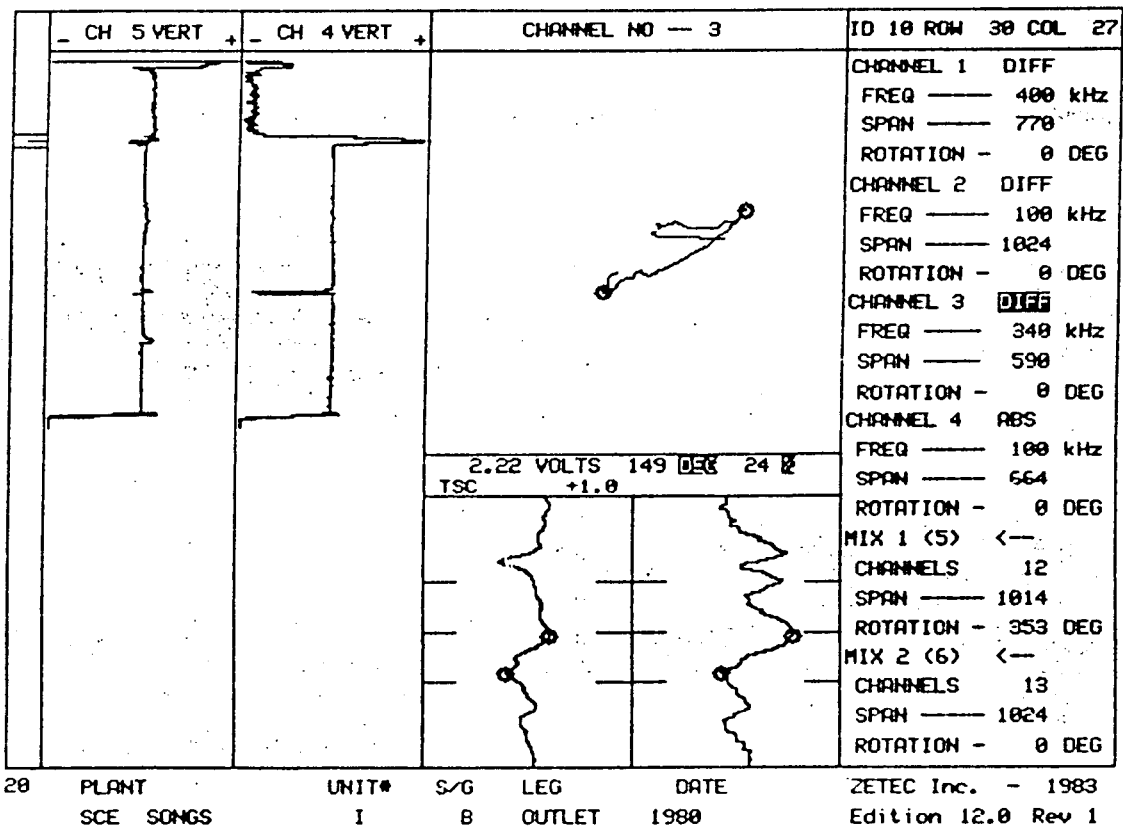 - CH 5 VERT + - CH 4 VERT + CHANNEL NO -- 3 ID 10 ROW 30 COL 27
CHANNEL 1 DIFF
FREQ ---- 400 kHz
SPAN ---- 770
ROTATION - 0 DEG
CHANNEL 2 DIFF
FREQ ---- 100 kHz
SPAN ---- 1024
ROTATION - 0 DEG
CHANNEL 3 DIFF
FREQ ---- 340 kHz
SPAN ---- 590
ROTATION - 0 DEG
CHANNEL 4 ABS
FREQ ---- 100 kHz
SPAN ---- 664
ROTATION - 0 DEG
MIX 1 (5) <--
CHANNELS 12
SPAN ---- 1014
ROTATION - 353 DEG
MIX 2 (6) <--
CHANNELS 13
SPAN ---- 1024
ROTATION - 0 DEG
2.22 VOLTS 149 DEG 24 %
TSC +1.0
20 PLANT UNIT# S/G LEG DATE ZETEC Inc. - 1983
SCE SONGS I B OUTLET 1980 Edition 12.0 Rev 1